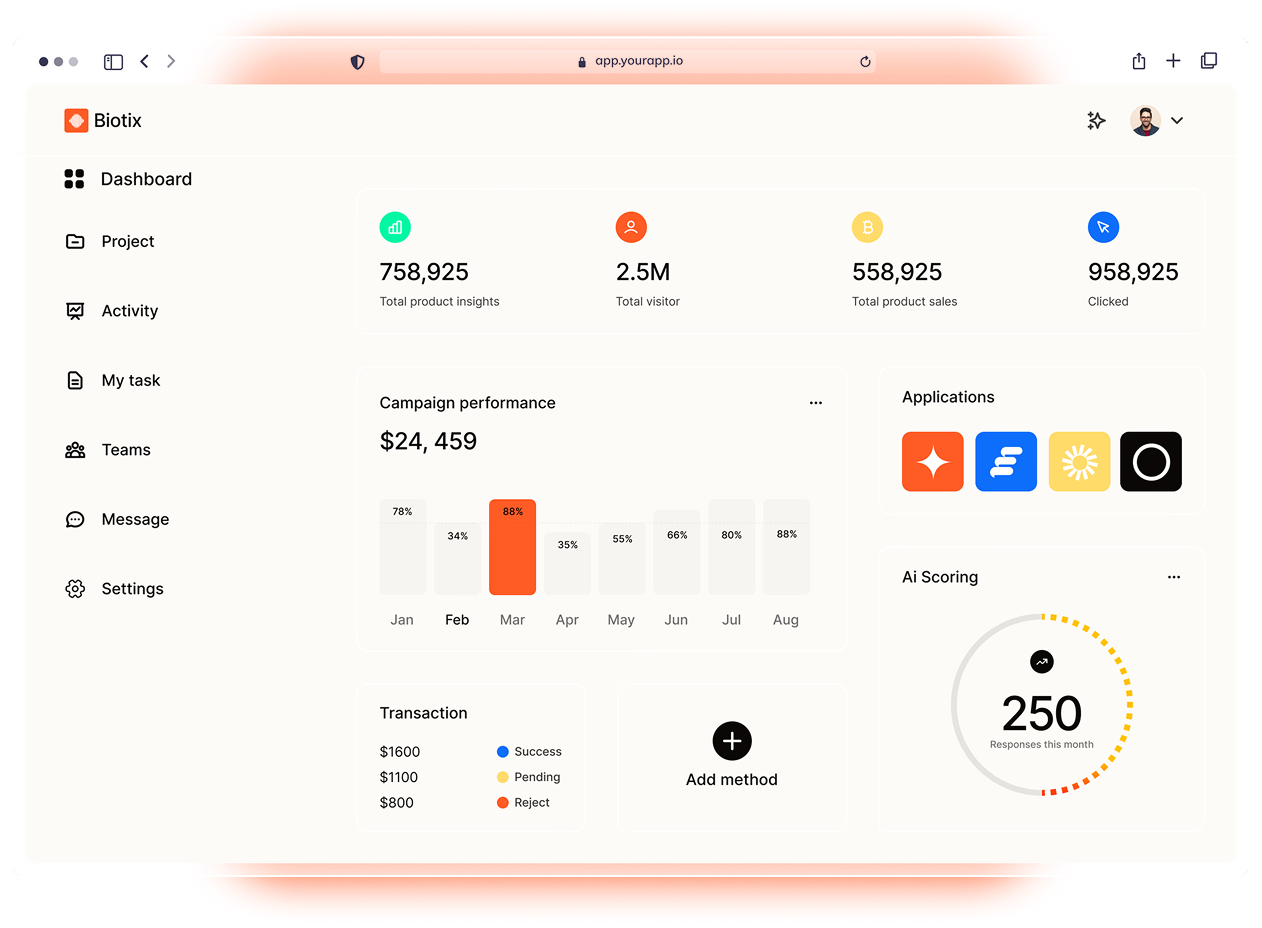 app.yourapp.io
Biotix
Dashboard
Project
Activity
My task
Teams
Message
Settings
758,925
Total product insights
2.5M
Total visitor
558,925
Total product sales
958,925
Clicked
Campaign performance
$24, 459
78% 34% 88% 35% 55% 66% 80% 88%
Jan Feb Mar Apr May Jun Jul Aug
Applications
Ai Scoring
250
Responses this month
Transaction
$1600 Success
$1100 Pending
$800 Reject
Add method